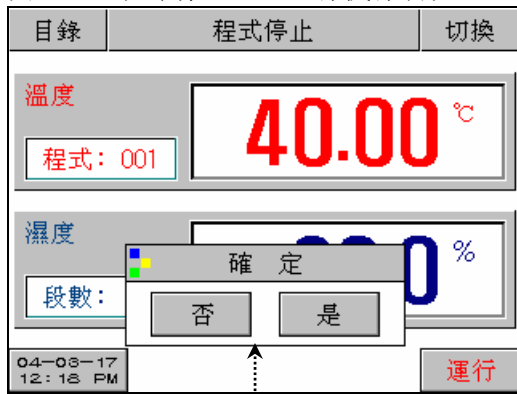 目錄 程式停止 切換
溫度
40.00 ℃
程式： 001
濕度
%
確 定
段數：
否 是
04-03-17
12:18 PM
運行